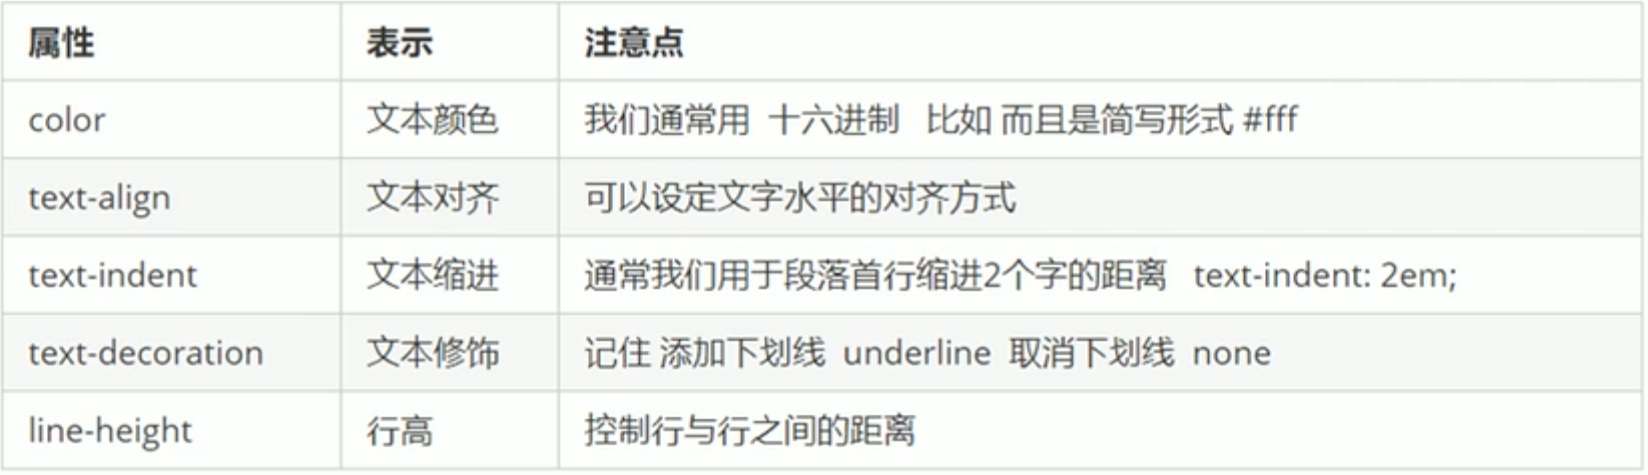 属性 表示 注意点
color 文本颜色 我们通常用 十六进制 比如 而且是简写形式 #fff
text-align 文本对齐 可以设定文字水平的对齐方式
text-indent 文本缩进 通常我们用于段落首行缩进2个字的距离 text-indent: 2em;
text-decoration 文本修饰 记住 添加下划线 underline 取消下划线 none
line-height 行高 控制行与行之间的距离